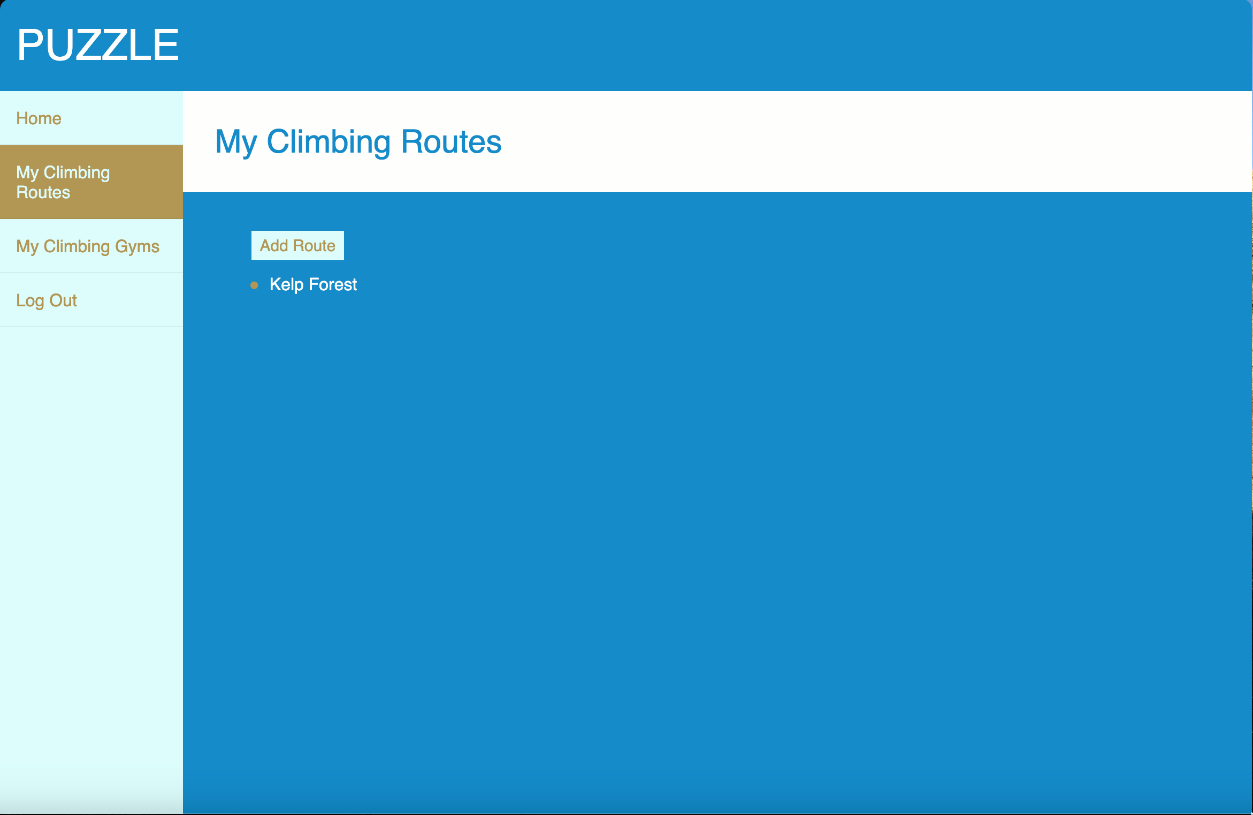 PUZZLE
Home
My Climbing
Routes
My Climbing Gyms
Log Out
My Climbing Routes
Add Route
Kelp Forest